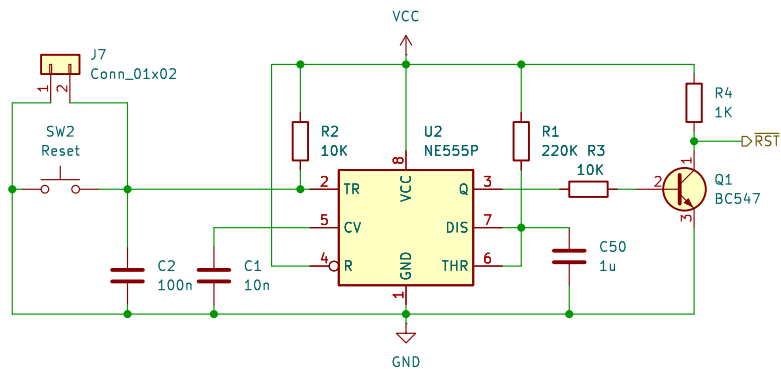 VCC
J7
Conn_01x02
1
2
SW2
Reset
R2
10K
U2
NE555P
R1
220K
R3
10K
R4
1K
RST
Q1
BC547
1
2
3
8
VCC
2
TR
Q
3
5
CV
DIS
7
4
R
THR
6
GND
1
C2
100n
C1
10n
C50
1u
GND